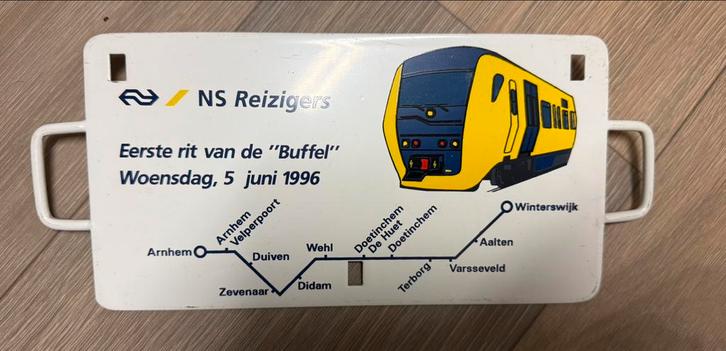 NS Reizigers
Eerste rit van de "Buffel"
Woensdag, 5 juni 1996
Arnhem
Arnhem
Velperpoort
Duiven
Zevenaar
Didam
Wehl
Doetinchem
De Huet
Doetinchem
Terborg
Varsseveld
Aalten
Winterswijk